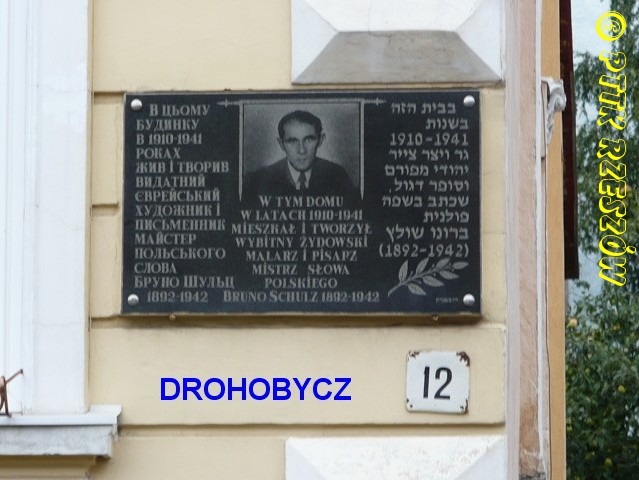 В ЦЬОМУ
БУДИНКУ
В 1910-1941
РОКАХ
ЖИВ І ТВОРИВ
ВИДАТНИЙ
ЄВРЕЙСЬКИЙ
ХУДОЖНИК І
ПИСЬМЕННИК
МАЙСТЕР
ПОЛЬСЬКОГО
СЛОВА
БРУНО ШУЛЬЦ
1892-1942
W TYM DOMU
W LATACH 1910-1941
MIESZKAŁ I TWORZYŁ
WYBITNY ŻYDOWSKI
MALARZ I PISARZ
MISTRZ SŁOWA
POLSKIEGO
BRUNO SCHULZ 1892-1942
בבית הזה
בשנות
1910-1941
גר ויצר צייר
יהודי מפורם
וסופר דגול,
שכתב בשפה
פולנית
ברונו שולץ
(1892-1942)
12
DROHOBYCZ
© PTTK RZESZÓW